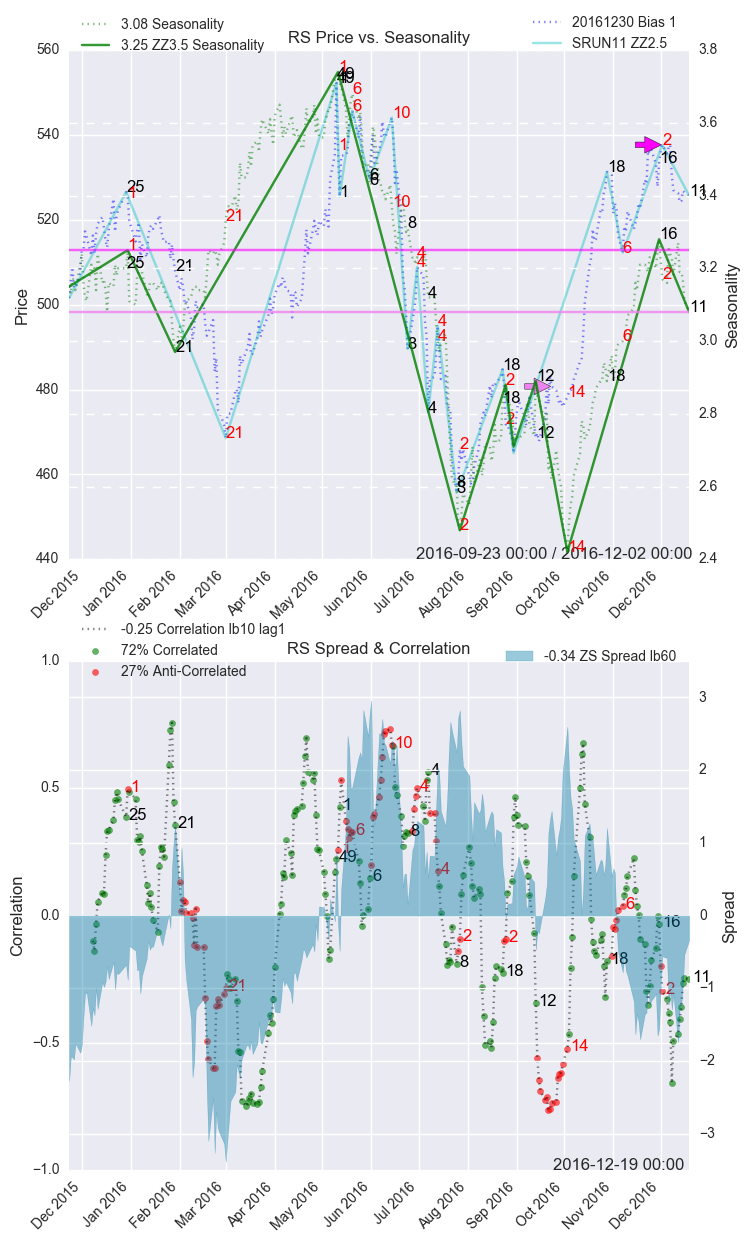 3.08 Seasonality
3.25 ZZ3.5 Seasonality
RS Price vs. Seasonality
20161230 Bias 1
SRUN11 ZZ2.5
560
540
520
500
480
460
440
Price
3.8
3.6
3.4
3.2
3.0
2.8
2.6
2.4
Seasonality
25
1
1
25
21
8
21
21
21
1
49
49
1
1
6
6
6
6
10
10
8
8
4
4
4
4
4
4
8
8
2
2
18
2
18
2
12
12
14
14
18
18
6
6
2
16
16
2
11
11
2016-09-23 00:00 / 2016-12-02 00:00
Dec 2015
Jan 2016
Feb 2016
Mar 2016
Apr 2016
May 2016
Jun 2016
Jul 2016
Aug 2016
Sep 2016
Oct 2016
Nov 2016
Dec 2016
-0.25 Correlation lb10 lag1
72% Correlated
27% Anti-Correlated
RS Spread & Correlation
-0.34 ZS Spread lb60
1.0
0.5
0.0
−0.5
−1.0
Correlation
3
2
1
0
−1
−2
−3
Spread
1
25
21
21
1
49
6
6
10
8
4
4
4
8
2
18
2
12
14
18
6
16
2
11
2016-12-19 00:00
Dec 2015
Jan 2016
Feb 2016
Mar 2016
Apr 2016
May 2016
Jun 2016
Jul 2016
Aug 2016
Sep 2016
Oct 2016
Nov 2016
Dec 2016